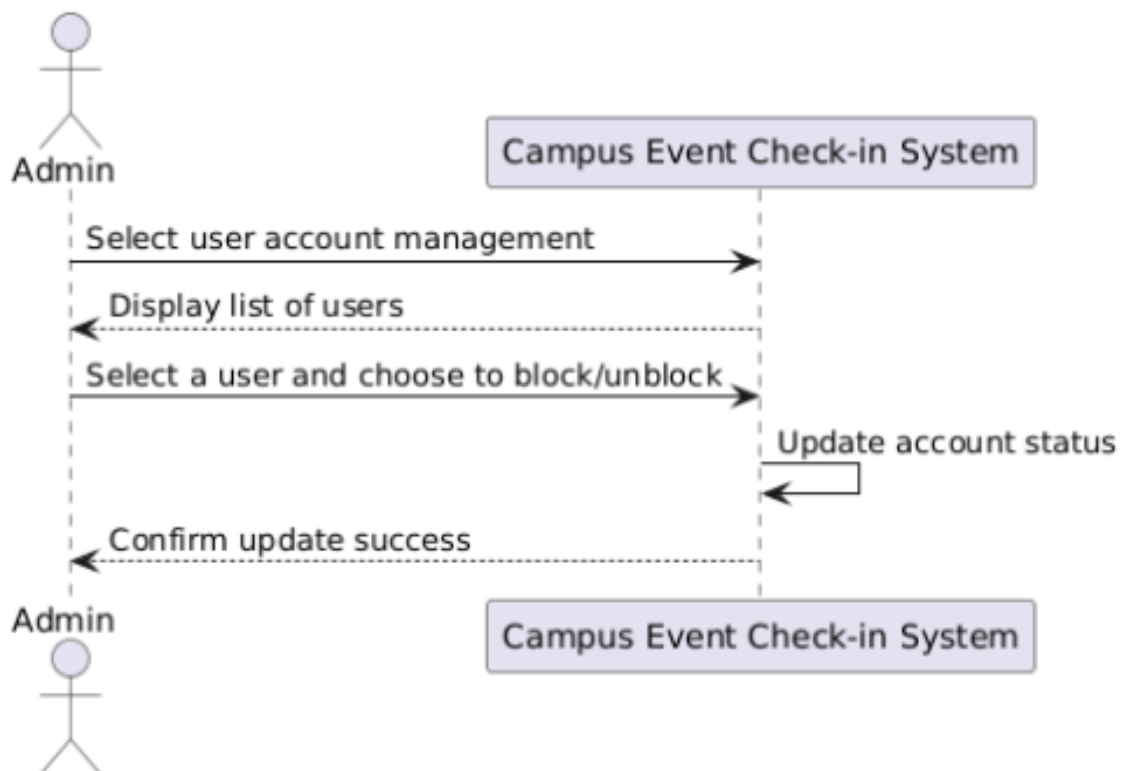 Admin
Campus Event Check-in System
Select user account management
Display list of users
Select a user and choose to block/unblock
Update account status
Confirm update success
Admin
Campus Event Check-in System